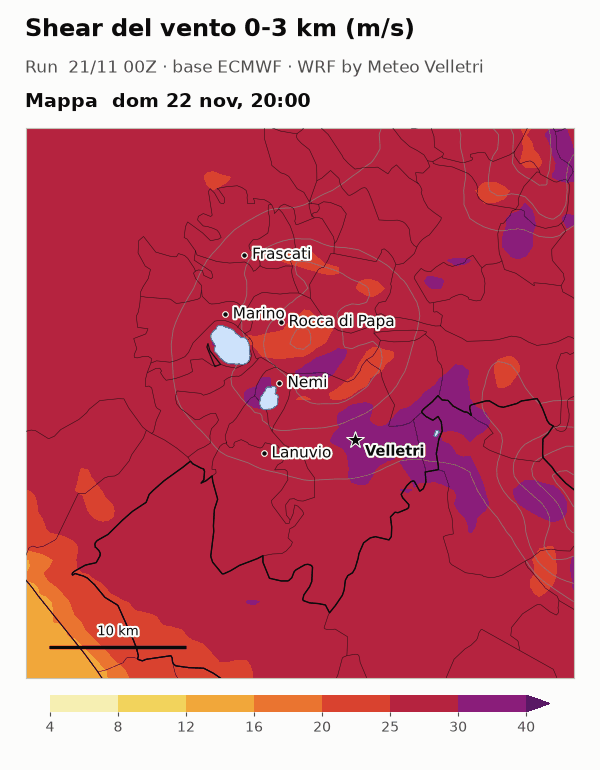 Shear del vento 0-3 km (m/s)
Run  21/11 00Z · base ECMWF · WRF by Meteo Velletri
Mappa  dom 22 nov, 20:00
Frascati
Marino
Rocca di Papa
Nemi
Velletri
Lanuvio
10 km
4 8 12 16 20 25 30 40